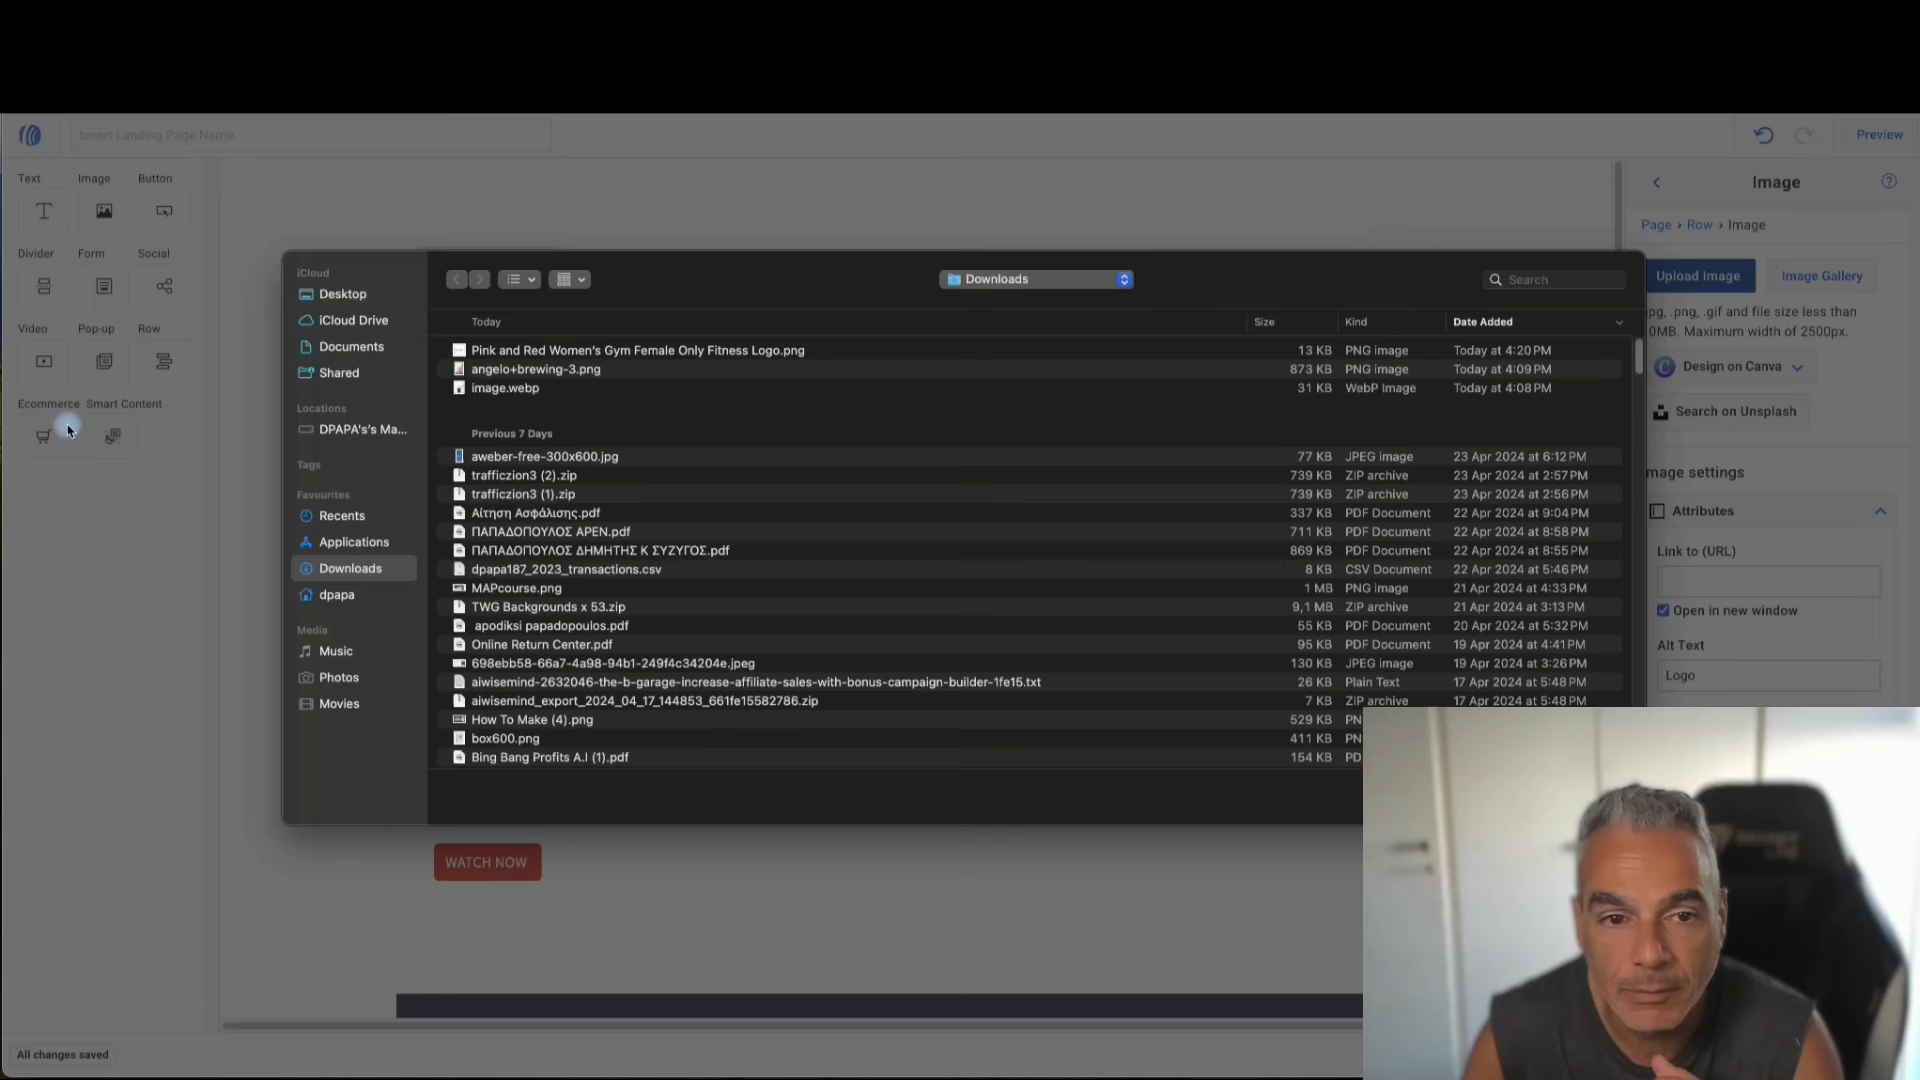 Insert Landing Page Name...
Preview
Text Image Button
Divider Form Social
Video Pop-up Row
Ecommerce Smart Content
iCloud
Desktop
iCloud Drive
Documents
Shared
Locations
DPAPA's's Ma...
Tags
Favourites
Recents
Applications
Downloads
dpapa
Media
Music
Photos
Movies
Downloads
Search
Today Size Kind Date Added
Pink and Red Women's Gym Female Only Fitness Logo.png 13 KB PNG image Today at 4:20 PM
angelo+brewing-3.png 873 KB PNG image Today at 4:09 PM
image.webp 31 KB WebP Image Today at 4:08 PM
Previous 7 Days
aweber-free-300x600.jpg 77 KB JPEG image 23 Apr 2024 at 6:12 PM
trafficzion3 (2).zip 739 KB ZIP archive 23 Apr 2024 at 2:57 PM
trafficzion3 (1).zip 739 KB ZIP archive 23 Apr 2024 at 2:56 PM
Αίτηση Ασφάλισης.pdf 337 KB PDF Document 22 Apr 2024 at 9:04 PM
ΠΑΠΑΔΟΠΟΥΛΟΣ ΑΡΕΝ.pdf 711 KB PDF Document 22 Apr 2024 at 8:58 PM
ΠΑΠΑΔΟΠΟΥΛΟΣ ΔΗΜΗΤΗΣ Κ ΣΥΖΥΓΟΣ.pdf 869 KB PDF Document 22 Apr 2024 at 8:55 PM
dpapa187_2023_transactions.csv 8 KB CSV Document 22 Apr 2024 at 5:46 PM
MAPcourse.png 1 MB PNG image 21 Apr 2024 at 4:33 PM
TWG Backgrounds x 53.zip 9,1 MB ZIP archive 21 Apr 2024 at 3:13 PM
apodiksi papadopoulos.pdf 55 KB PDF Document 20 Apr 2024 at 5:32 PM
Online Return Center.pdf 95 KB PDF Document 19 Apr 2024 at 4:41 PM
698ebb58-66a7-4a98-94b1-249f4c34204e.jpeg 130 KB JPEG image 19 Apr 2024 at 3:26 PM
aiwisemind-2632046-the-b-garage-increase-affiliate-sales-with-bonus-campaign-builder-1fe15.txt 26 KB Plain Text 17 Apr 2024 at 5:48 PM
aiwisemind_export_2024_04_17_144853_661fe15582786.zip 7 KB ZIP archive 17 Apr 2024 at 5:48 PM
How To Make (4).png 529 KB PN
box600.png 411 KB PN
Bing Bang Profits A.I (1).pdf 154 KB PD
Image
Page › Row › Image
Upload Image Image Gallery
pg, .png, .gif and file size less than
0MB. Maximum width of 2500px.
Design on Canva
Search on Unsplash
mage settings
Attributes
Link to (URL)
Open in new window
Alt Text
Logo
WATCH NOW
All changes saved